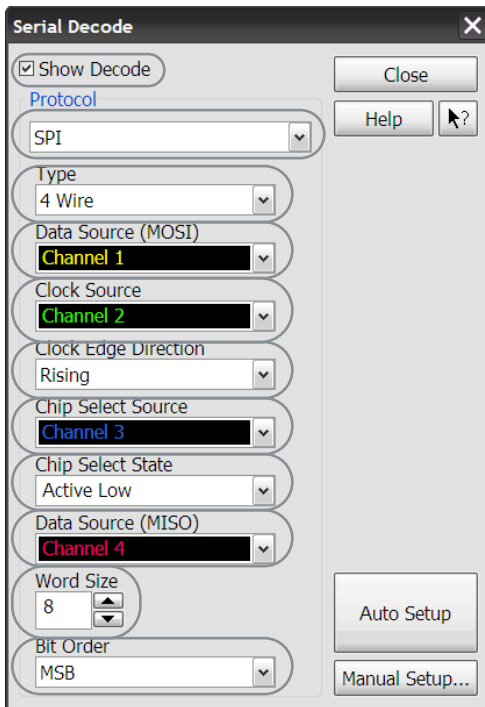 Serial Decode
Show Decode
Close
Protocol
Help
?
SPI
Type
4 Wire
Data Source (MOSI)
Channel 1
Clock Source
Channel 2
Clock Edge Direction
Rising
Chip Select Source
Channel 3
Chip Select State
Active Low
Data Source (MISO)
Channel 4
Word Size
8
Auto Setup
Bit Order
MSB
Manual Setup...